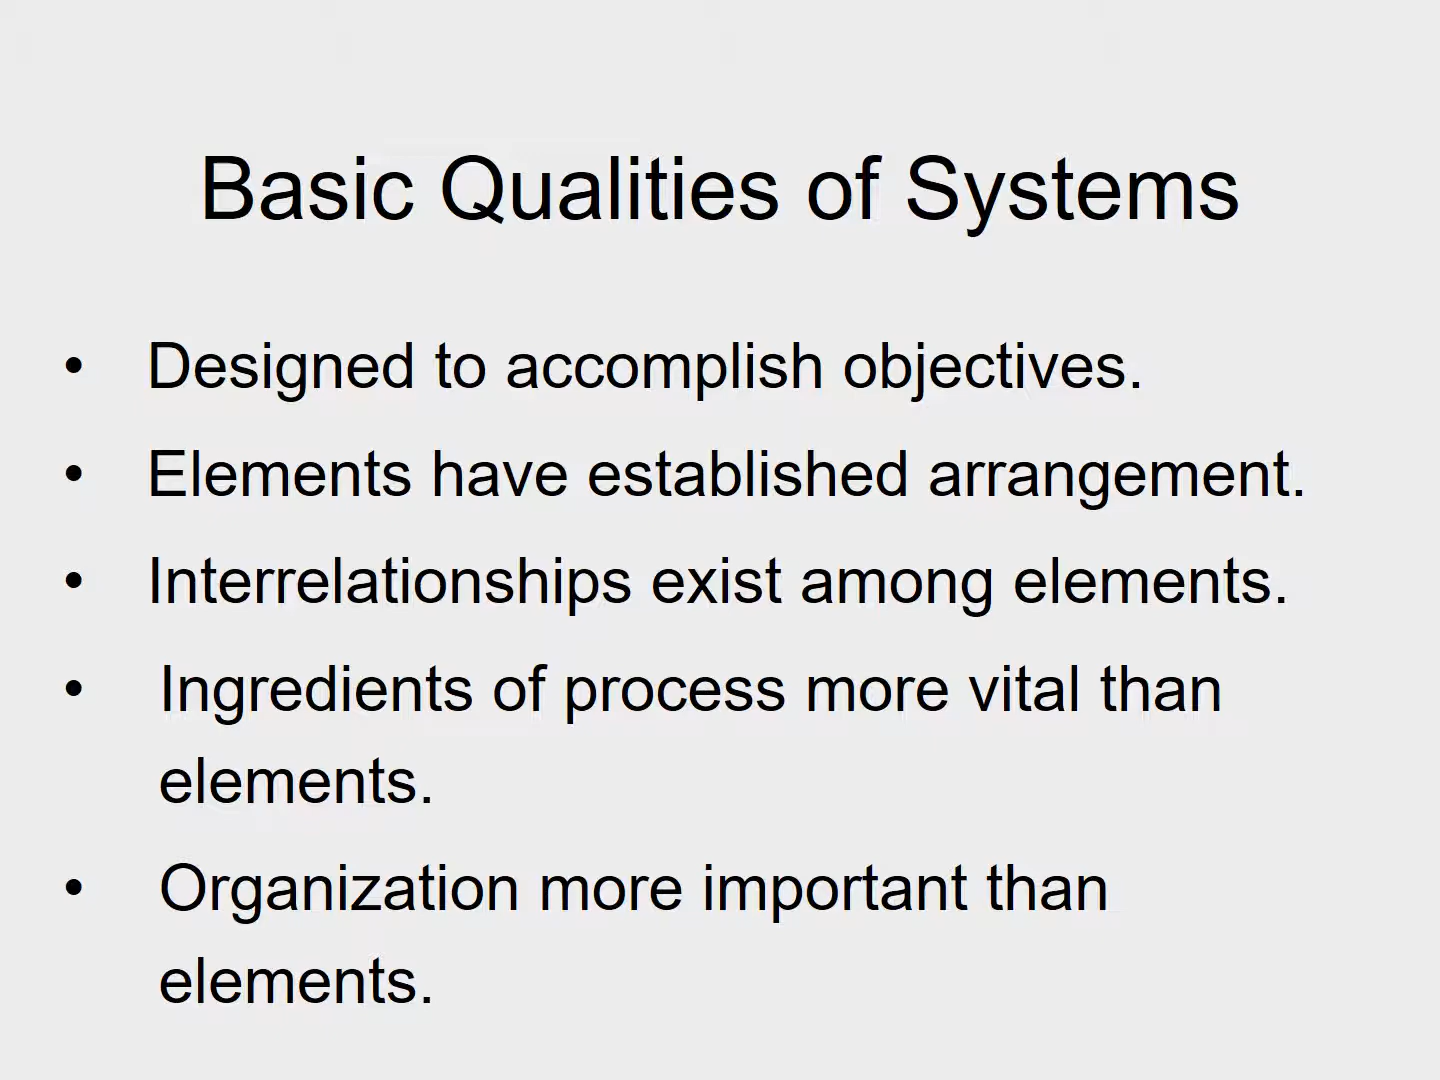 Basic Qualities of Systems
• Designed to accomplish objectives.
• Elements have established arrangement.
• Interrelationships exist among elements.
• Ingredients of process more vital than
elements.
• Organization more important than
elements.